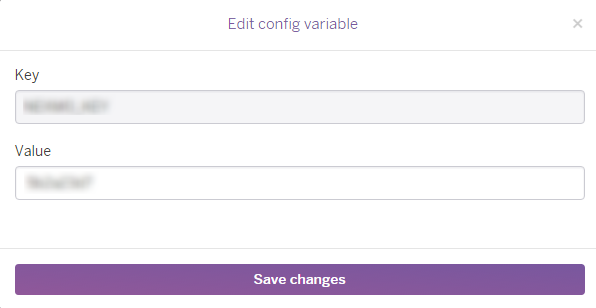 Edit config variable
×
Key
Value
Save changes